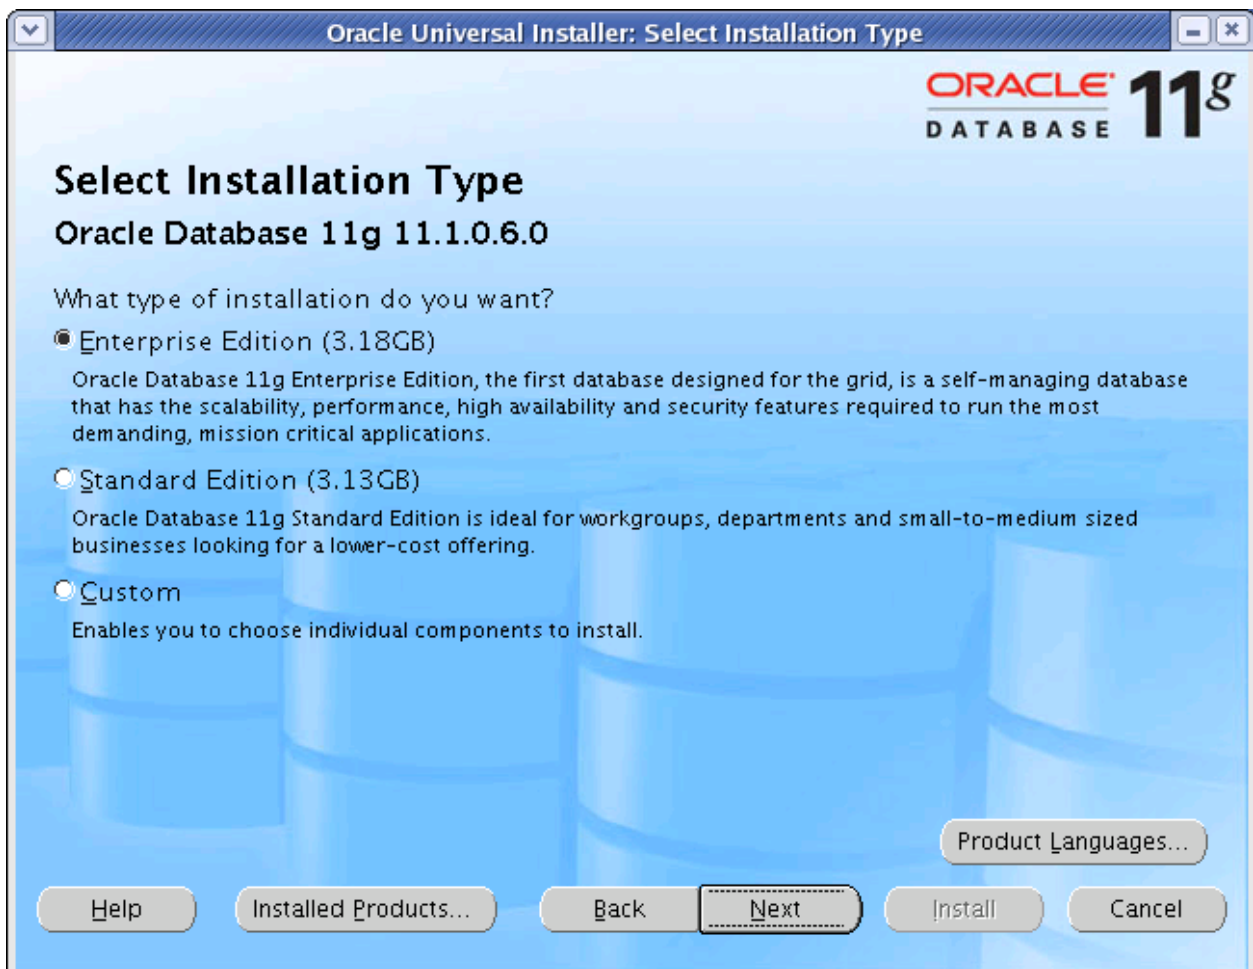 Oracle Universal Installer: Select Installation Type
ORACLE
DATABASE
11g
Select Installation Type
Oracle Database 11g 11.1.0.6.0
What type of installation do you want?
Enterprise Edition (3.18GB)
Oracle Database 11g Enterprise Edition, the first database designed for the grid, is a self-managing database
that has the scalability, performance, high availability and security features required to run the most
demanding, mission critical applications.
Standard Edition (3.13GB)
Oracle Database 11g Standard Edition is ideal for workgroups, departments and small-to-medium sized
businesses looking for a lower-cost offering.
Custom
Enables you to choose individual components to install.
Product Languages...
Help Installed Products... Back Next Install Cancel